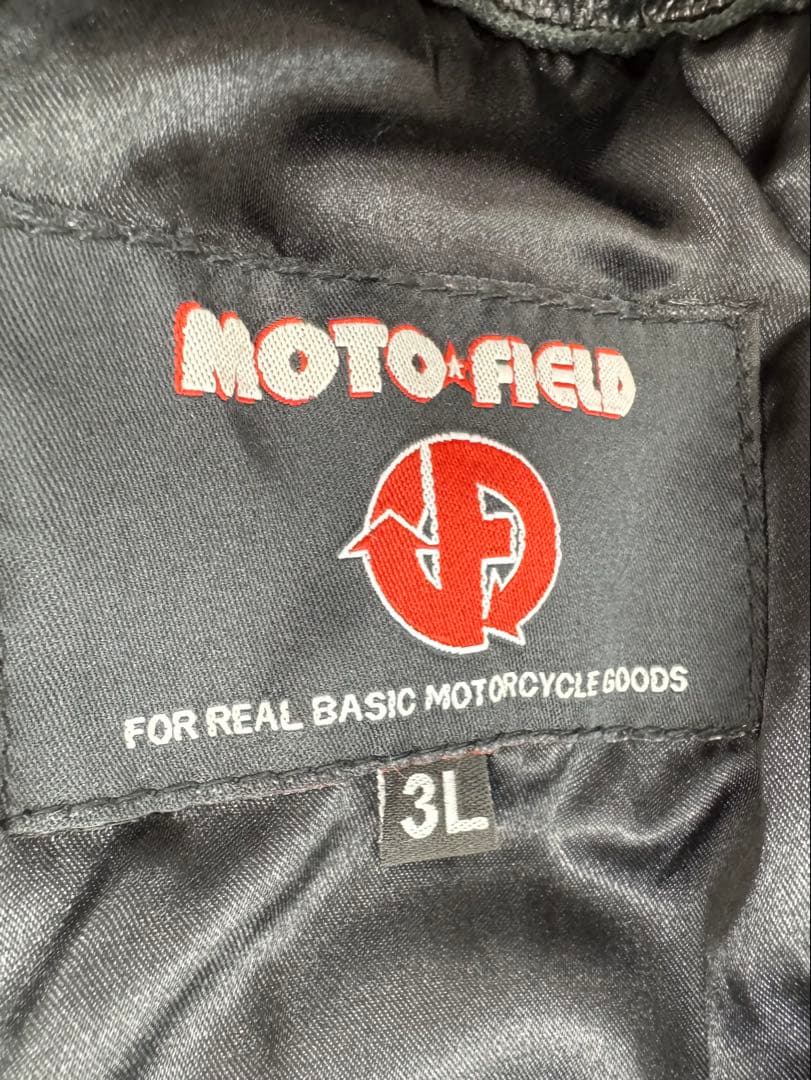 MOTO★FIELD
FOR REAL BASIC MOTORCYCLE GOODS
3L